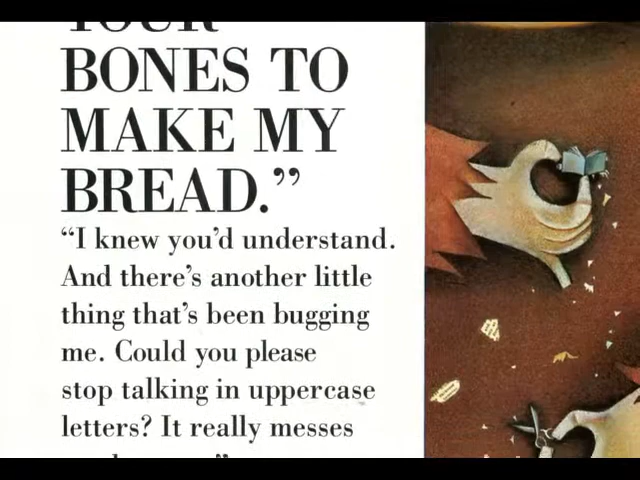 YOUR
BONES TO
MAKE MY
BREAD.”
“I knew you’d understand.
And there’s another little
thing that’s been bugging
me. Could you please
stop talking in uppercase
letters? It really messes